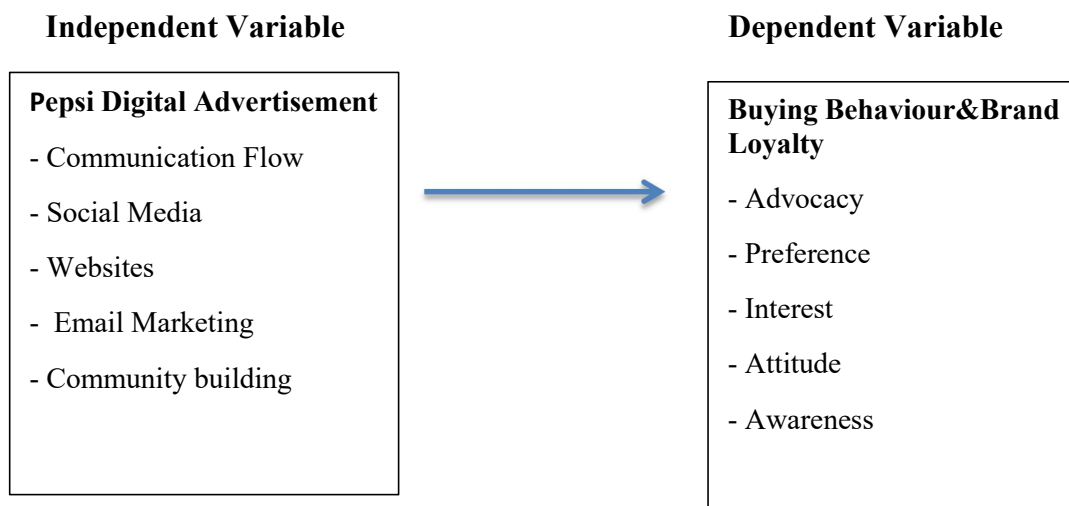 Independent Variable
Pepsi Digital Advertisement
- Communication Flow
- Social Media
- Websites
-  Email Marketing
- Community building
Dependent Variable
Buying Behaviour&Brand
Loyalty
- Advocacy
- Preference
- Interest
- Attitude
- Awareness